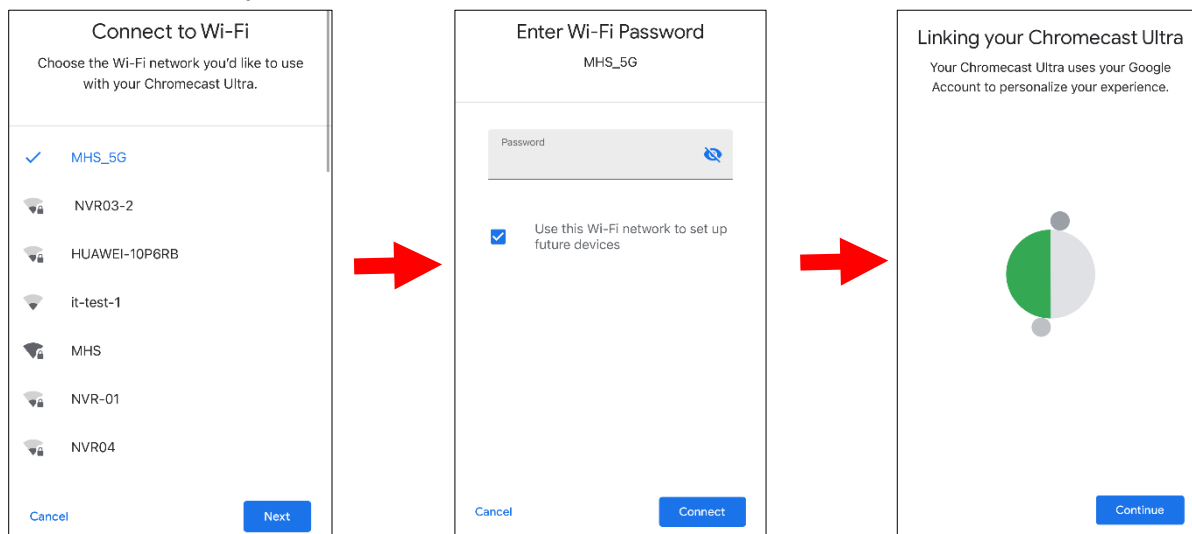 Connect to Wi-Fi
Choose the Wi-Fi network you'd like to use
with your Chromecast Ultra.
MHS_5G
NVR03-2
HUAWEI-10P6RB
it-test-1
MHS
NVR-01
NVR04
Cancel
Next
Enter Wi-Fi Password
MHS_5G
Password
Use this Wi-Fi network to set up
future devices
Cancel
Connect
Linking your Chromecast Ultra
Your Chromecast Ultra uses your Google
Account to personalize your experience.
Continue